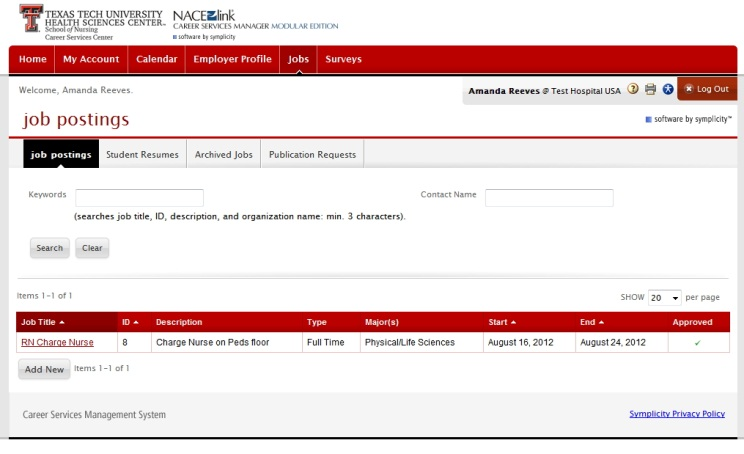 TEXAS TECH UNIVERSITY
HEALTH SCIENCES CENTER.
School of Nursing
Career Services Center
NACElink
CAREER SERVICES MANAGER MODULAR EDITION
software by symplicity
Home My Account Calendar Employer Profile Jobs Surveys
Welcome, Amanda Reeves.
Amanda Reeves @ Test Hospital USA
Log Out
job postings
software by symplicity™
job postings Student Resumes Archived Jobs Publication Requests
Keywords
Contact Name
(searches job title, ID, description, and organization name: min. 3 characters).
Search Clear
Items 1-1 of 1
SHOW 20 per page
Job Title ID Description Type Major(s) Start End Approved
RN Charge Nurse 8 Charge Nurse on Peds floor Full Time Physical/Life Sciences August 16, 2012 August 24, 2012 ✓
Add New Items 1-1 of 1
Career Services Management System
Symplicity Privacy Policy